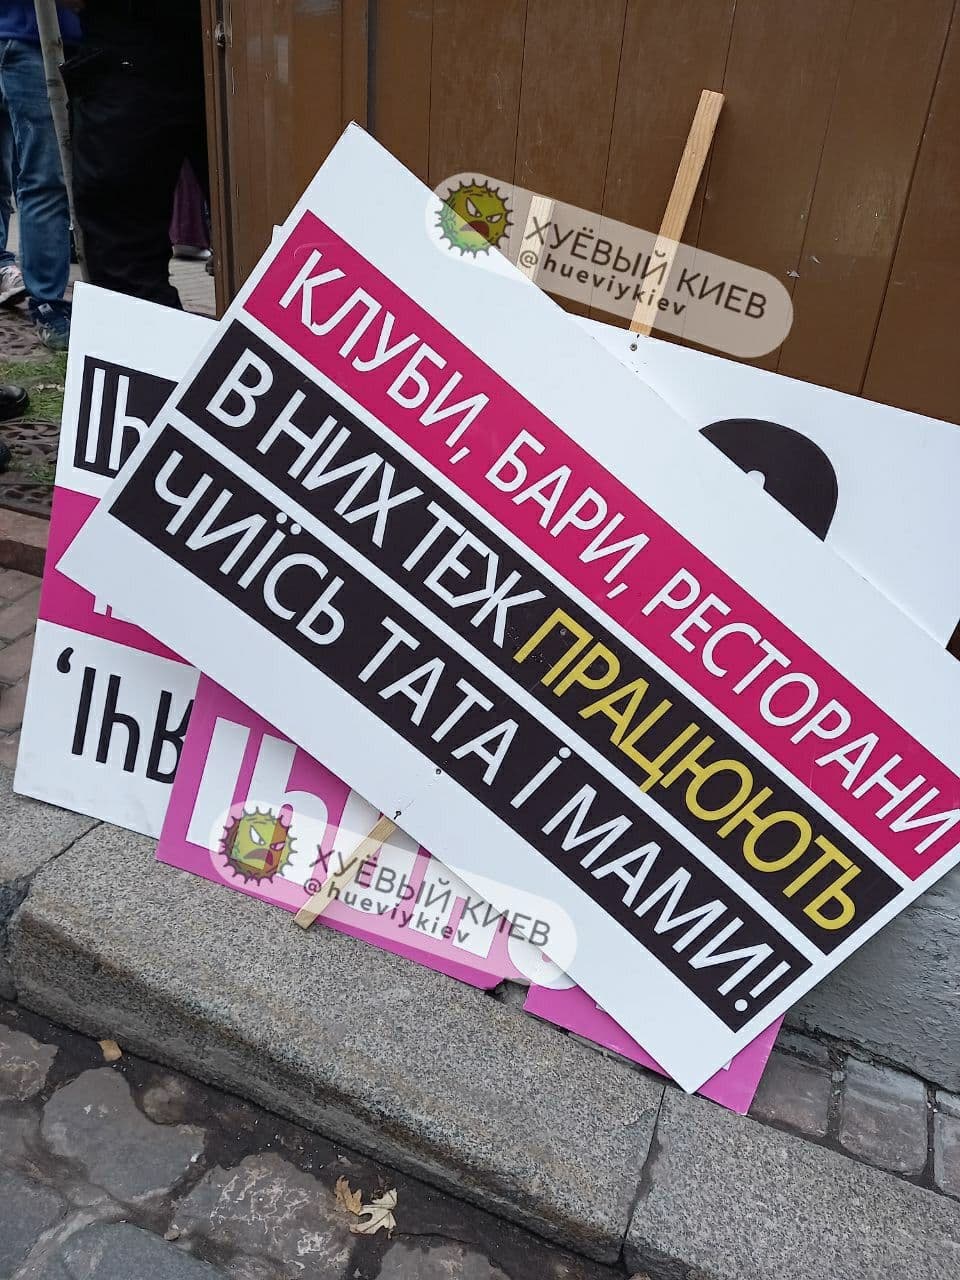 ХУЁВЫЙ КИЕВ
@hueviykiev
КЛУБИ, БАРИ, РЕСТОРАНИ
В НИХ ТЕЖ ПРАЦЮЮТЬ
ЧИЇСЬ ТАТА І МАМИ!
ХУЁВЫЙ КИЕВ
@hueviykiev